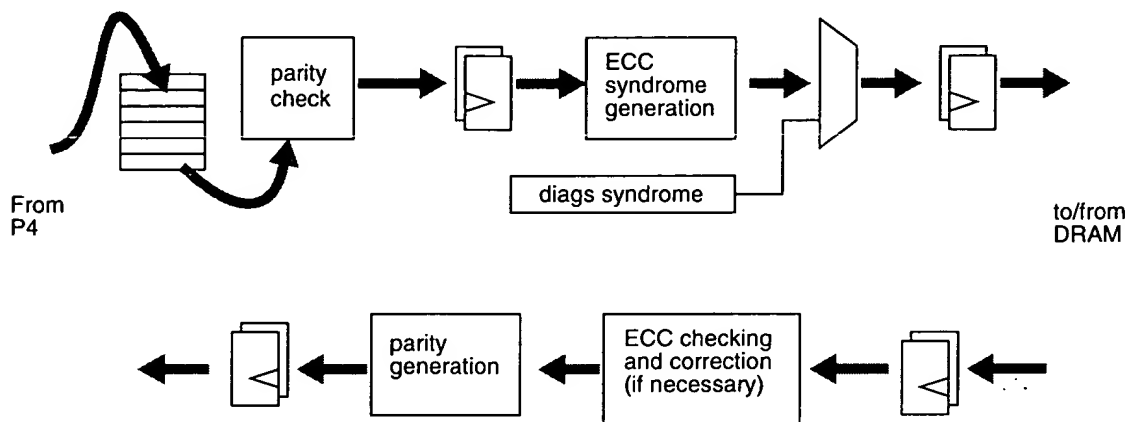 parity
check
ECC
syndrome
generation
diags syndrome
From
P4
to/from
DRAM
parity
generation
ECC checking
and correction
(if necessary)